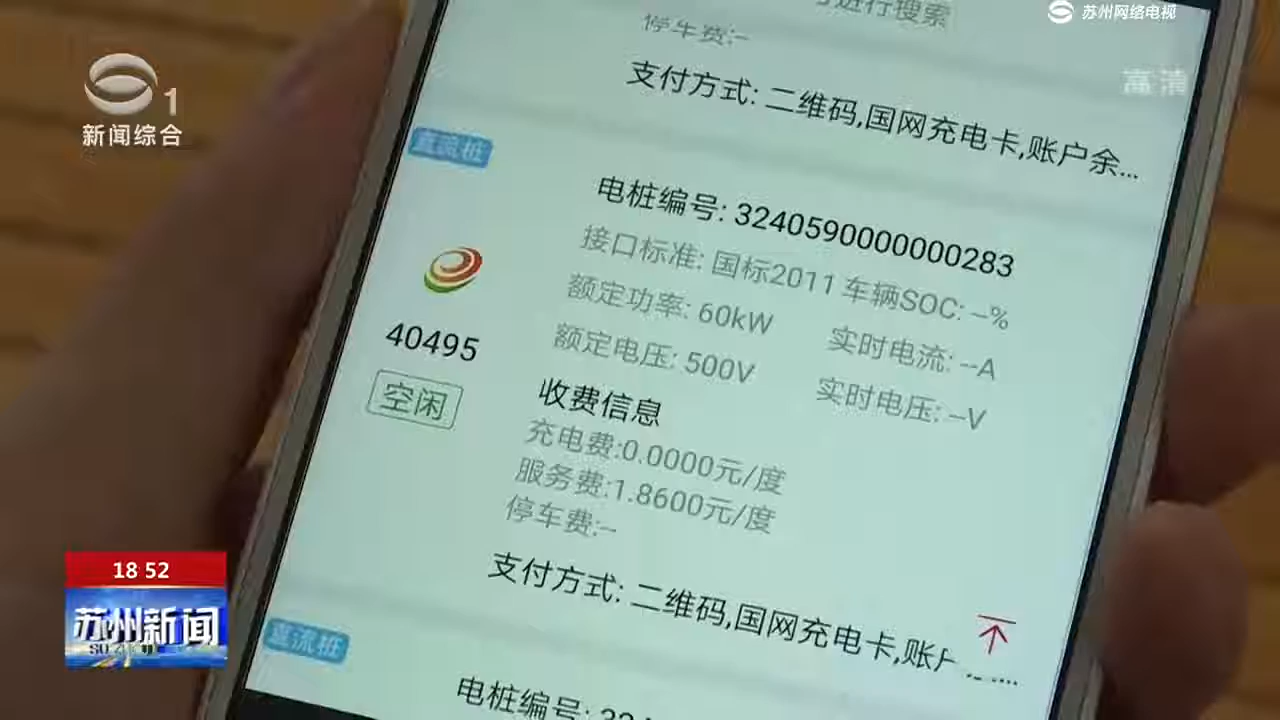 苏州网络电视
高清
1
新闻综合
进行搜索
停车费:--
支付方式: 二维码,国网充电卡,账户余...
直流桩
电桩编号: 3240590000000283
接口标准: 国标2011 车辆SOC: --%
额定功率: 60kW 实时电流: --A
额定电压: 500V 实时电压: --V
40495
空闲
收费信息
充电费:0.0000元/度
服务费:1.8600元/度
停车费:--
支付方式: 二维码,国网充电卡,账
直流桩
电桩编号: 32
18 52
苏州新闻